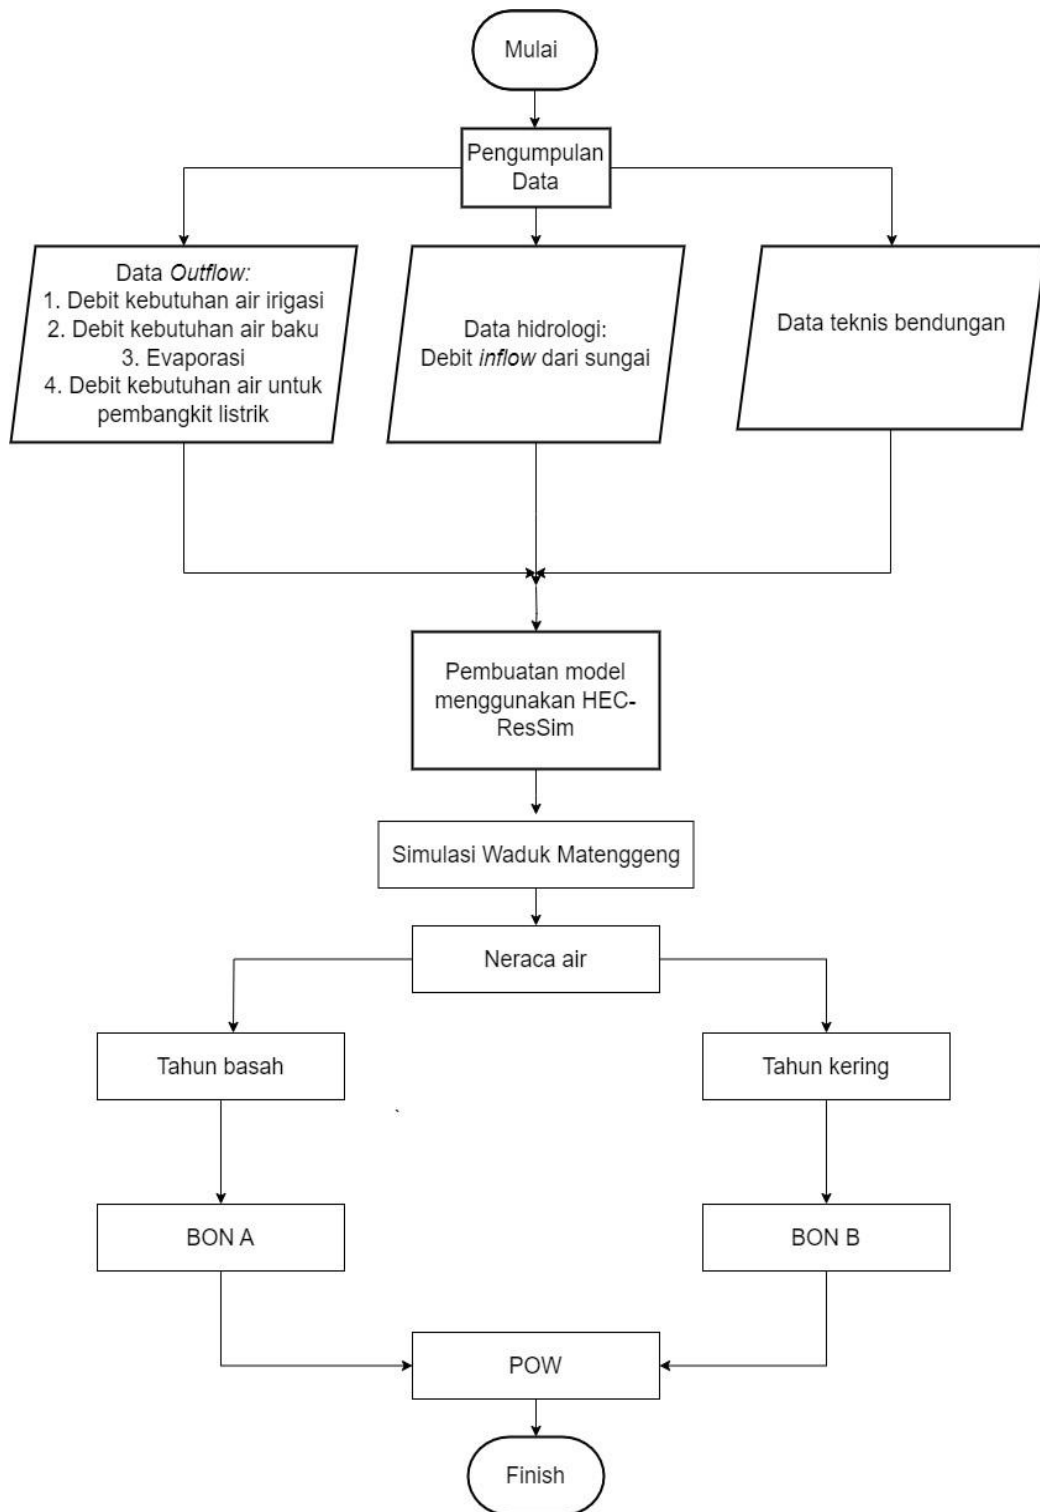 Mulai
Pengumpulan
Data
Data Outflow:
1. Debit kebutuhan air irigasi
2. Debit kebutuhan air baku
3. Evaporasi
4. Debit kebutuhan air untuk
pembangkit listrik
Data hidrologi:
Debit inflow dari sungai
Data teknis bendungan
Pembuatan model
menggunakan HEC-
ResSim
Simulasi Waduk Matenggeng
Neraca air
Tahun basah
Tahun kering
BON A
BON B
POW
Finish